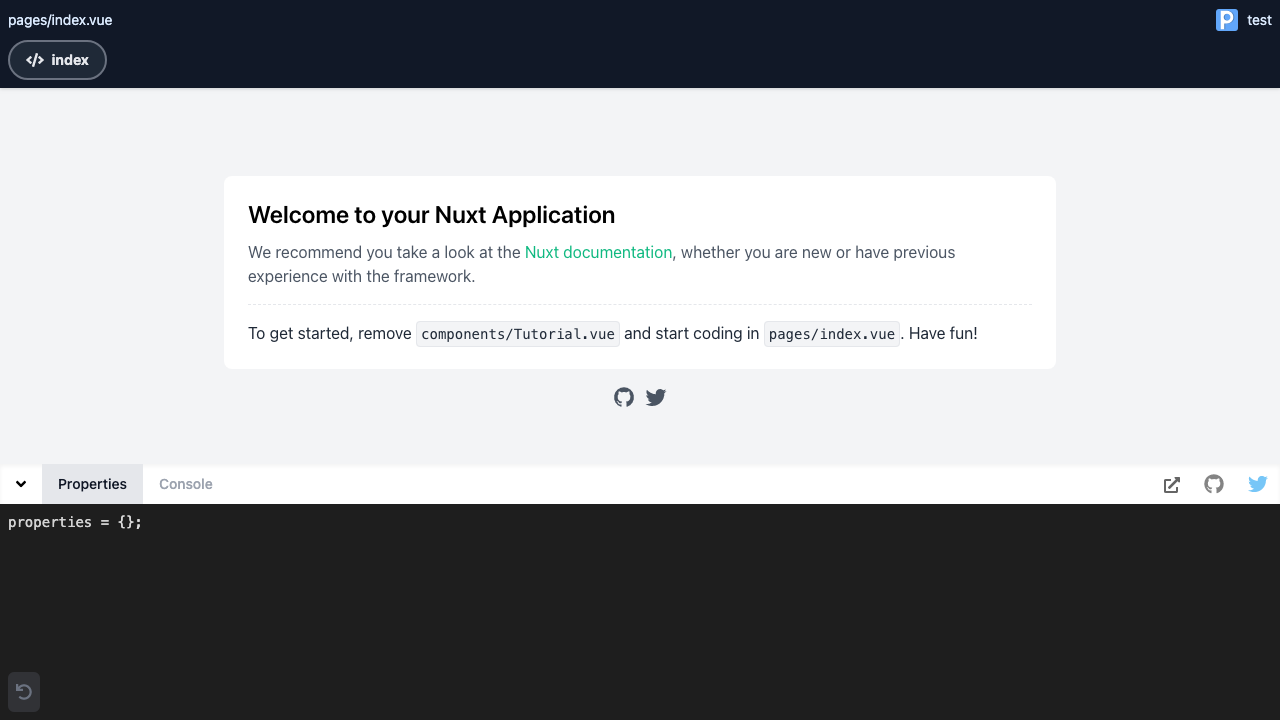 pages/index.vue
P test
</> index
Welcome to your Nuxt Application
We recommend you take a look at the Nuxt documentation, whether you are new or have previous
experience with the framework.
To get started, remove components/Tutorial.vue and start coding in pages/index.vue. Have fun!
Properties Console
properties = {};